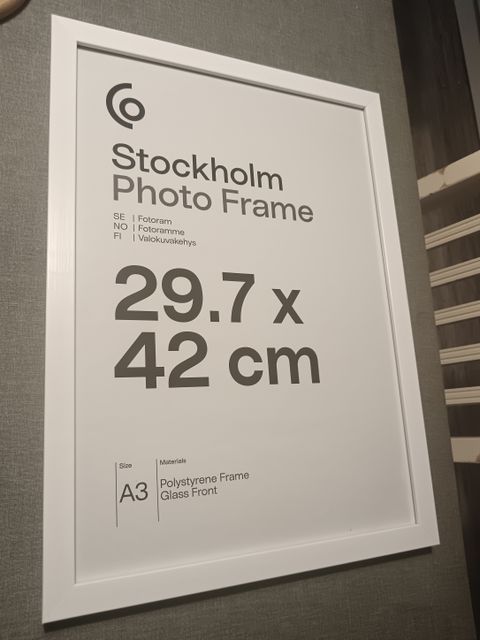 Stockholm
Photo Frame
SE | Fotoram
NO | Fotoramme
FI | Valokuvakehys
29.7 x
42 cm
Size
A3
Materials
Polystyrene Frame
Glass Front